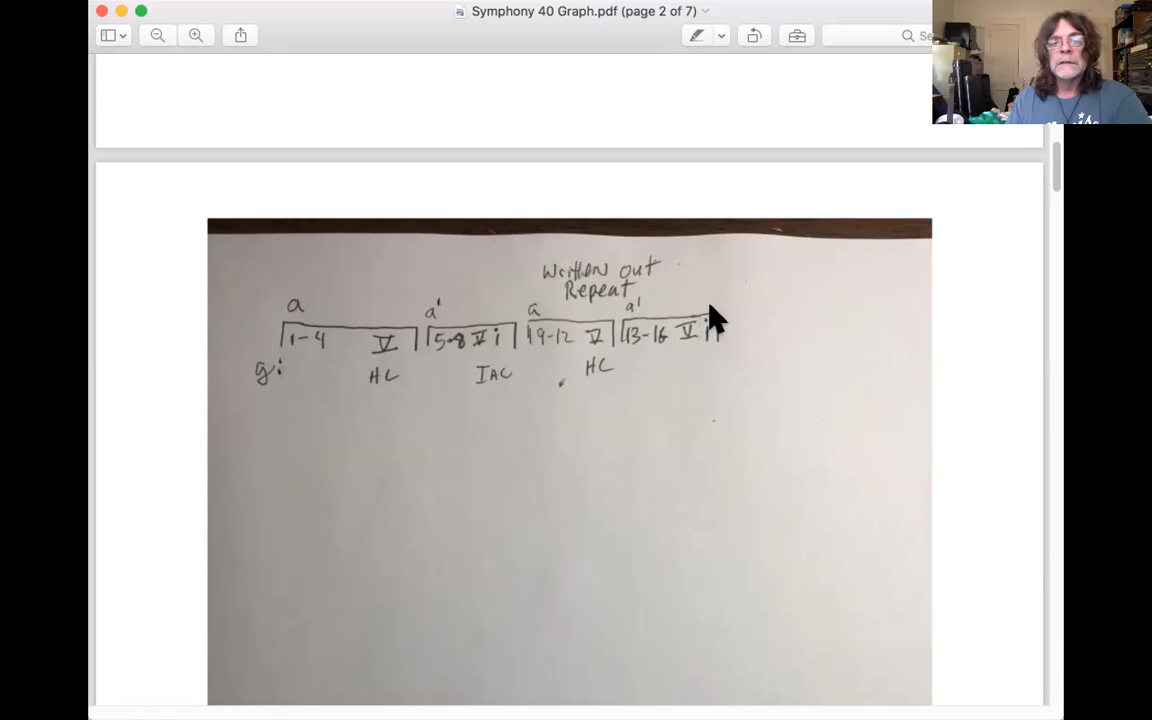 Symphony 40 Graph.pdf (page 2 of 7)
Se
Written out
Repeat
a a' a a'
1-4 V 5-8 V i 9-12 V 13-16 V i
g: HC IAC HC